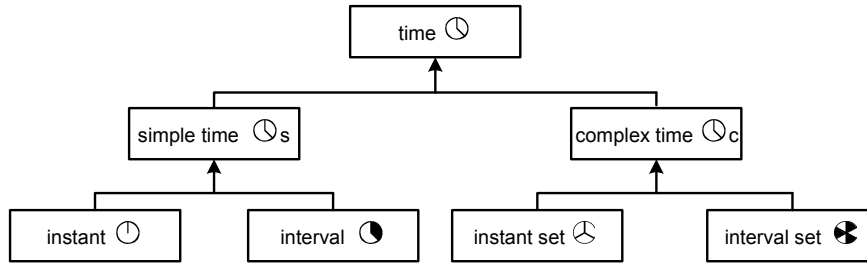 time
simple time s
complex time c
instant
interval
instant set
interval set